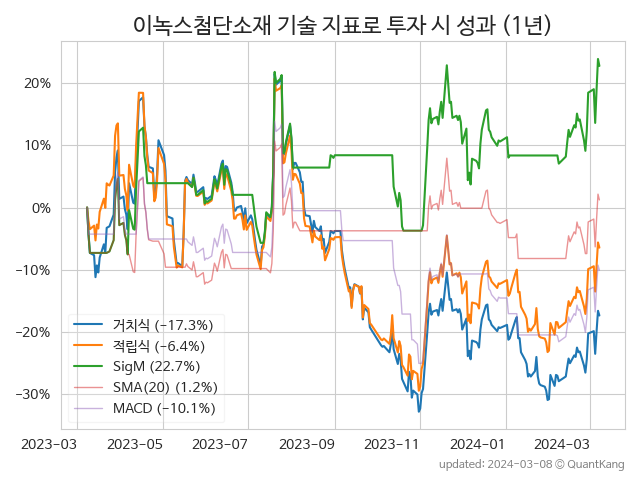 이녹스첨단소재 기술 지표로 투자 시 성과 (1년)
20%
10%
0%
−10%
−20%
−30%
거치식 (−17.3%)
적립식 (−6.4%)
SigM (22.7%)
SMA(20) (1.2%)
MACD (−10.1%)
2023−03
2023−05
2023−07
2023−09
2023−11
2024−01
2024−03
updated: 2024−03−08 © QuantKang